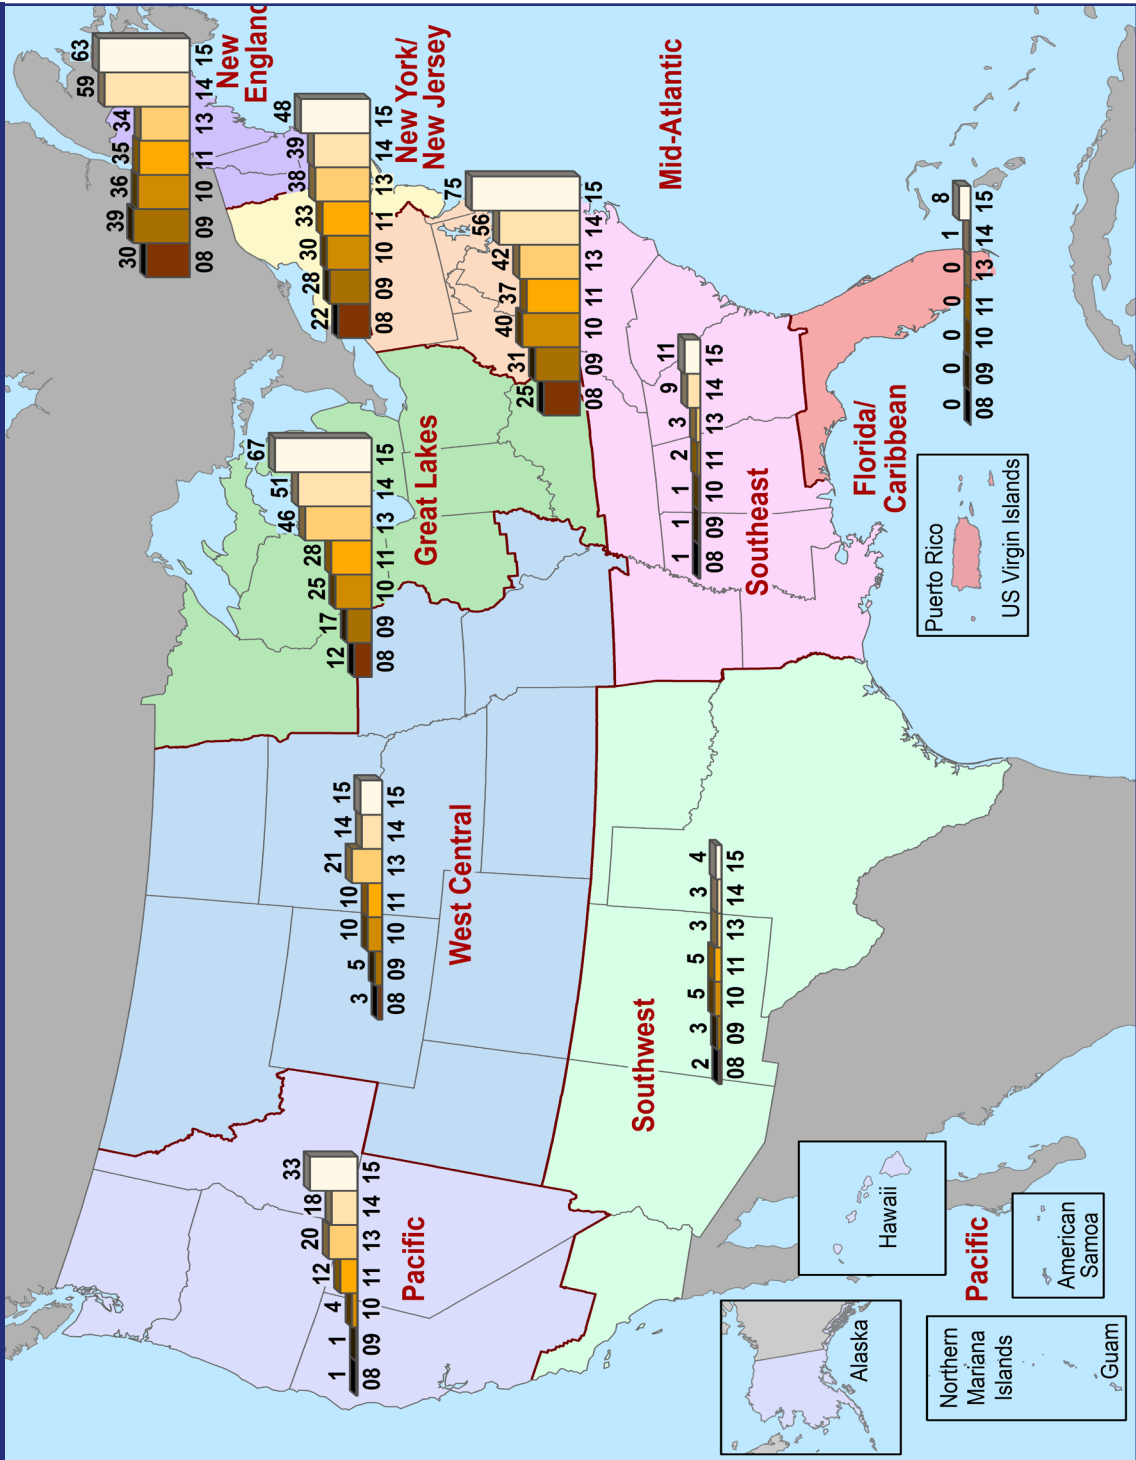 30 39 36 35 34 59 63
08 09 10 11 13 14 15
New
England
22 28 30 33 38 39 48
08 09 10 11 13 14 15
New York/
New Jersey
25 31 40 37 42 56 75
08 09 10 11 13 14 15
Mid-Atlantic
12 17 25 28 46 51 67
08 09 10 11 13 14 15
Great Lakes
3 5 10 10 21 14 15
08 09 10 11 13 14 15
West Central
1 1 4 12 20 18 33
08 09 10 11 13 14 15
Pacific
2 3 5 5 3 3 4
08 09 10 11 13 14 15
Southwest
1 1 1 2 3 9 11
08 09 10 11 13 14 15
Southeast
0 0 0 0 0 1 8
08 09 10 11 13 14 15
Florida/
Caribbean
Puerto Rico
US Virgin Islands
Alaska
Hawaii
Pacific
Northern
Mariana
Islands
Guam
American
Samoa